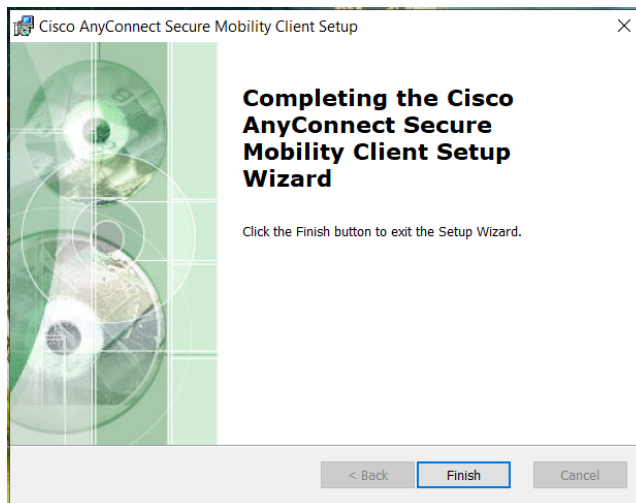 Cisco AnyConnect Secure Mobility Client Setup
Completing the Cisco
AnyConnect Secure
Mobility Client Setup
Wizard
Click the Finish button to exit the Setup Wizard.
< Back
Finish
Cancel